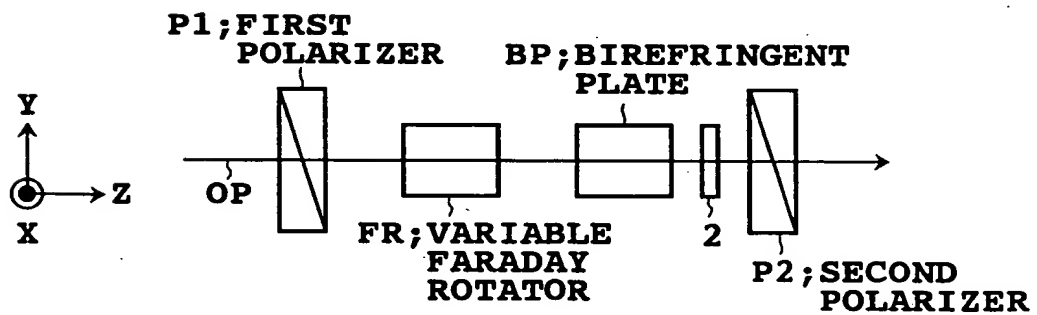 P1;FIRST
POLARIZER
BP;BIREFRINGENT
PLATE
Y
Z
X
OP
FR;VARIABLE
FARADAY
ROTATOR
2
P2;SECOND
POLARIZER